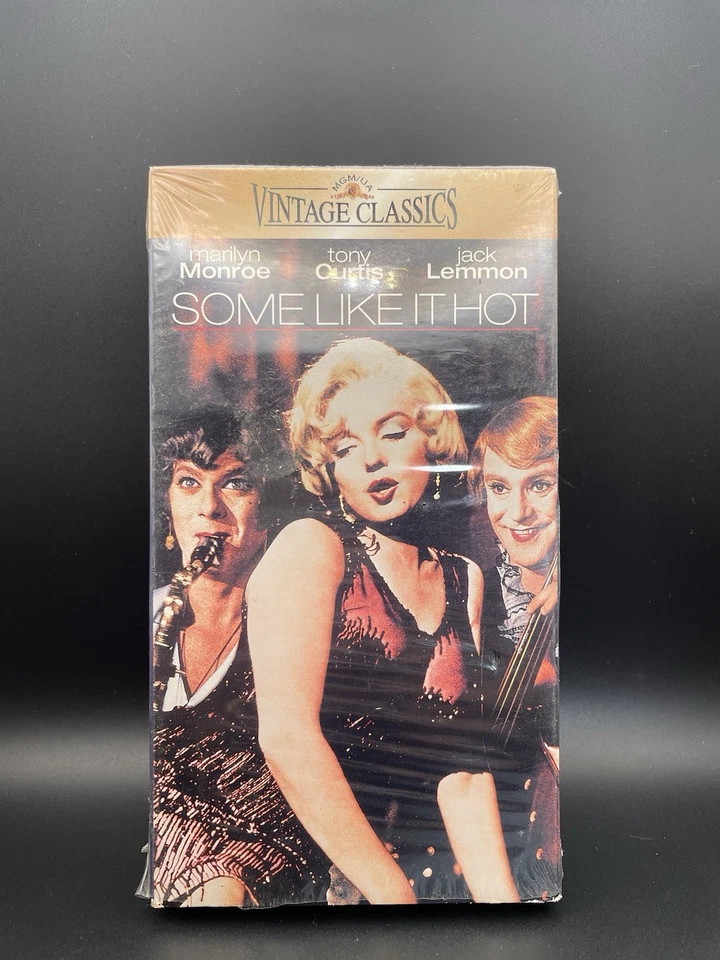 MGM/UA
VINTAGE CLASSICS
marilyn Monroe
tony Curtis
jack Lemmon
SOME LIKE IT HOT